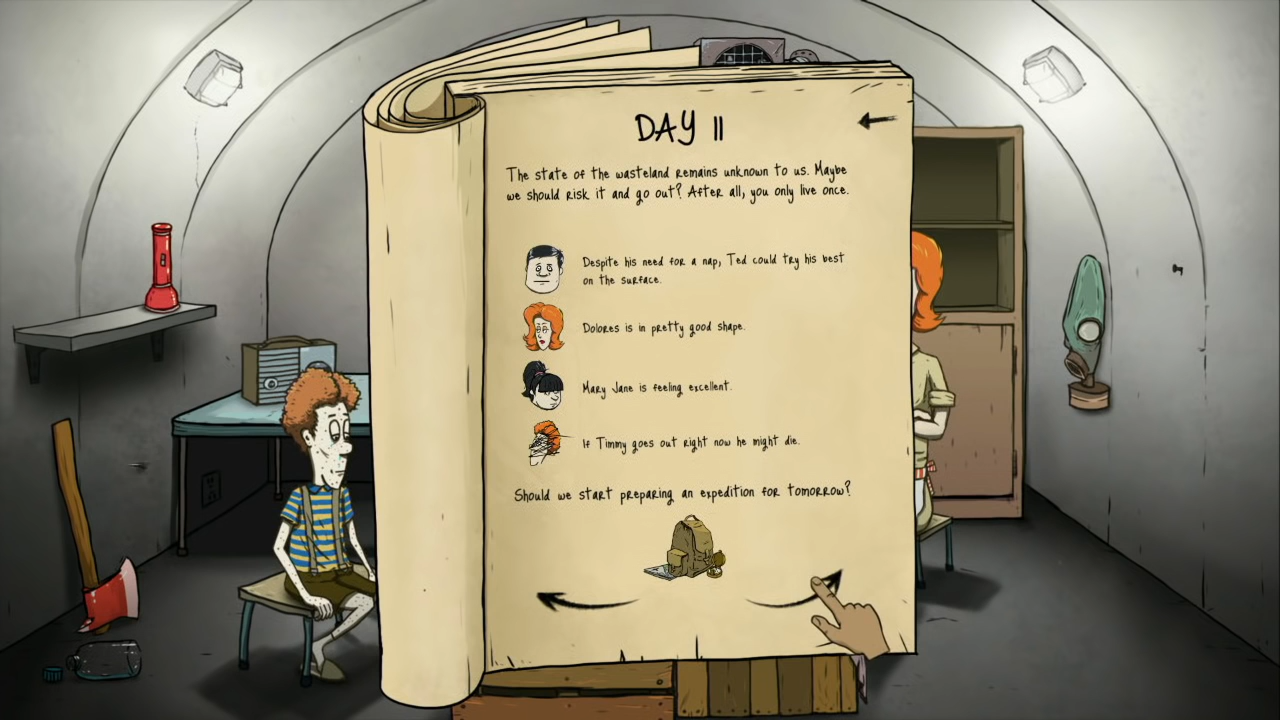 DAY 11
The state of the wasteland remains unknown to us. Maybe
we should risk it and go out? After all, you only live once.
Despite his need for a nap, Ted could try his best
on the surface.
Dolores is in pretty good shape.
Mary Jane is feeling excellent.
If Timmy goes out right now he might die.
Should we start preparing an expedition for tomorrow?